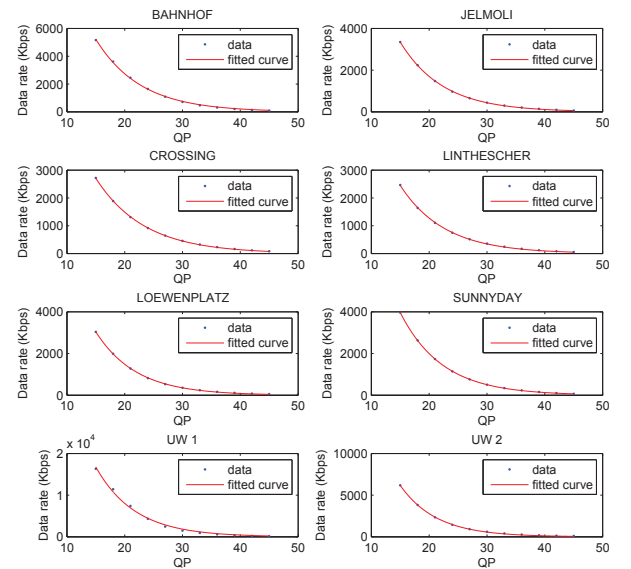 BAHNHOF
Data rate (Kbps)
6000
4000
2000
0
data
fitted curve
10 20 30 40 50
QP
JELMOLI
Data rate (Kbps)
4000
2000
0
data
fitted curve
10 20 30 40 50
QP
CROSSING
Data rate (Kbps)
3000
2000
1000
0
data
fitted curve
10 20 30 40 50
QP
LINTHESCHER
Data rate (Kbps)
3000
2000
1000
0
data
fitted curve
10 20 30 40 50
QP
LOEWENPLATZ
Data rate (Kbps)
4000
2000
0
data
fitted curve
10 20 30 40 50
QP
SUNNYDAY
Data rate (Kbps)
4000
2000
0
data
fitted curve
10 20 30 40 50
QP
UW 1
x 10^4
Data rate (Kbps)
2
1
0
data
fitted curve
10 20 30 40 50
QP
UW 2
Data rate (Kbps)
10000
5000
0
data
fitted curve
10 20 30 40 50
QP